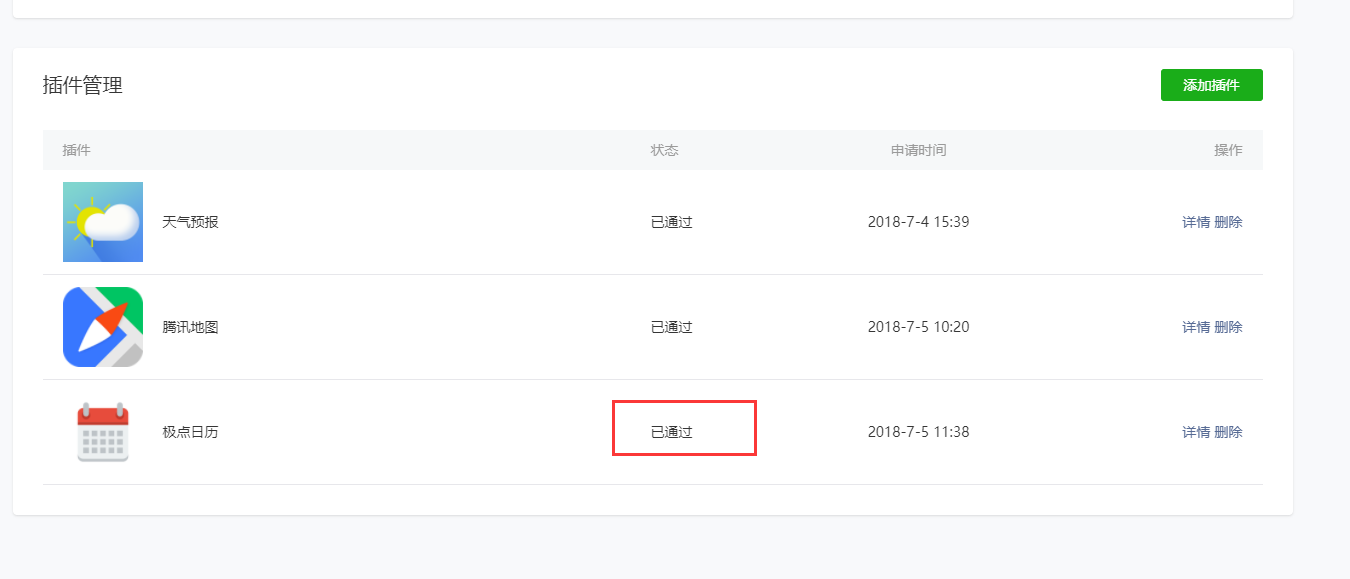 插件管理
添加插件
插件 状态 申请时间 操作
天气预报 已通过 2018-7-4 15:39 详情 删除
腾讯地图 已通过 2018-7-5 10:20 详情 删除
极点日历 已通过 2018-7-5 11:38 详情 删除